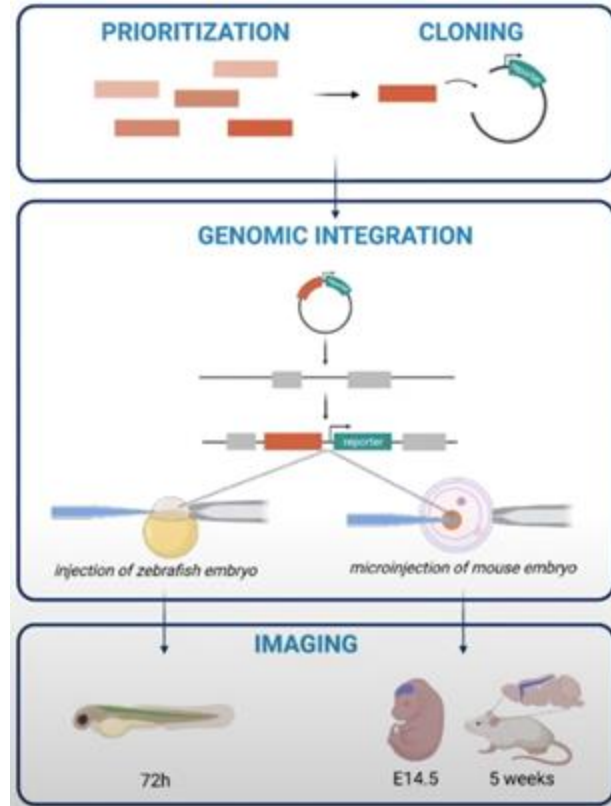 PRIORITIZATION
CLONING
GENOMIC INTEGRATION
reporter
injection of zebrafish embryo
microinjection of mouse embryo
IMAGING
72h
E14.5
5 weeks